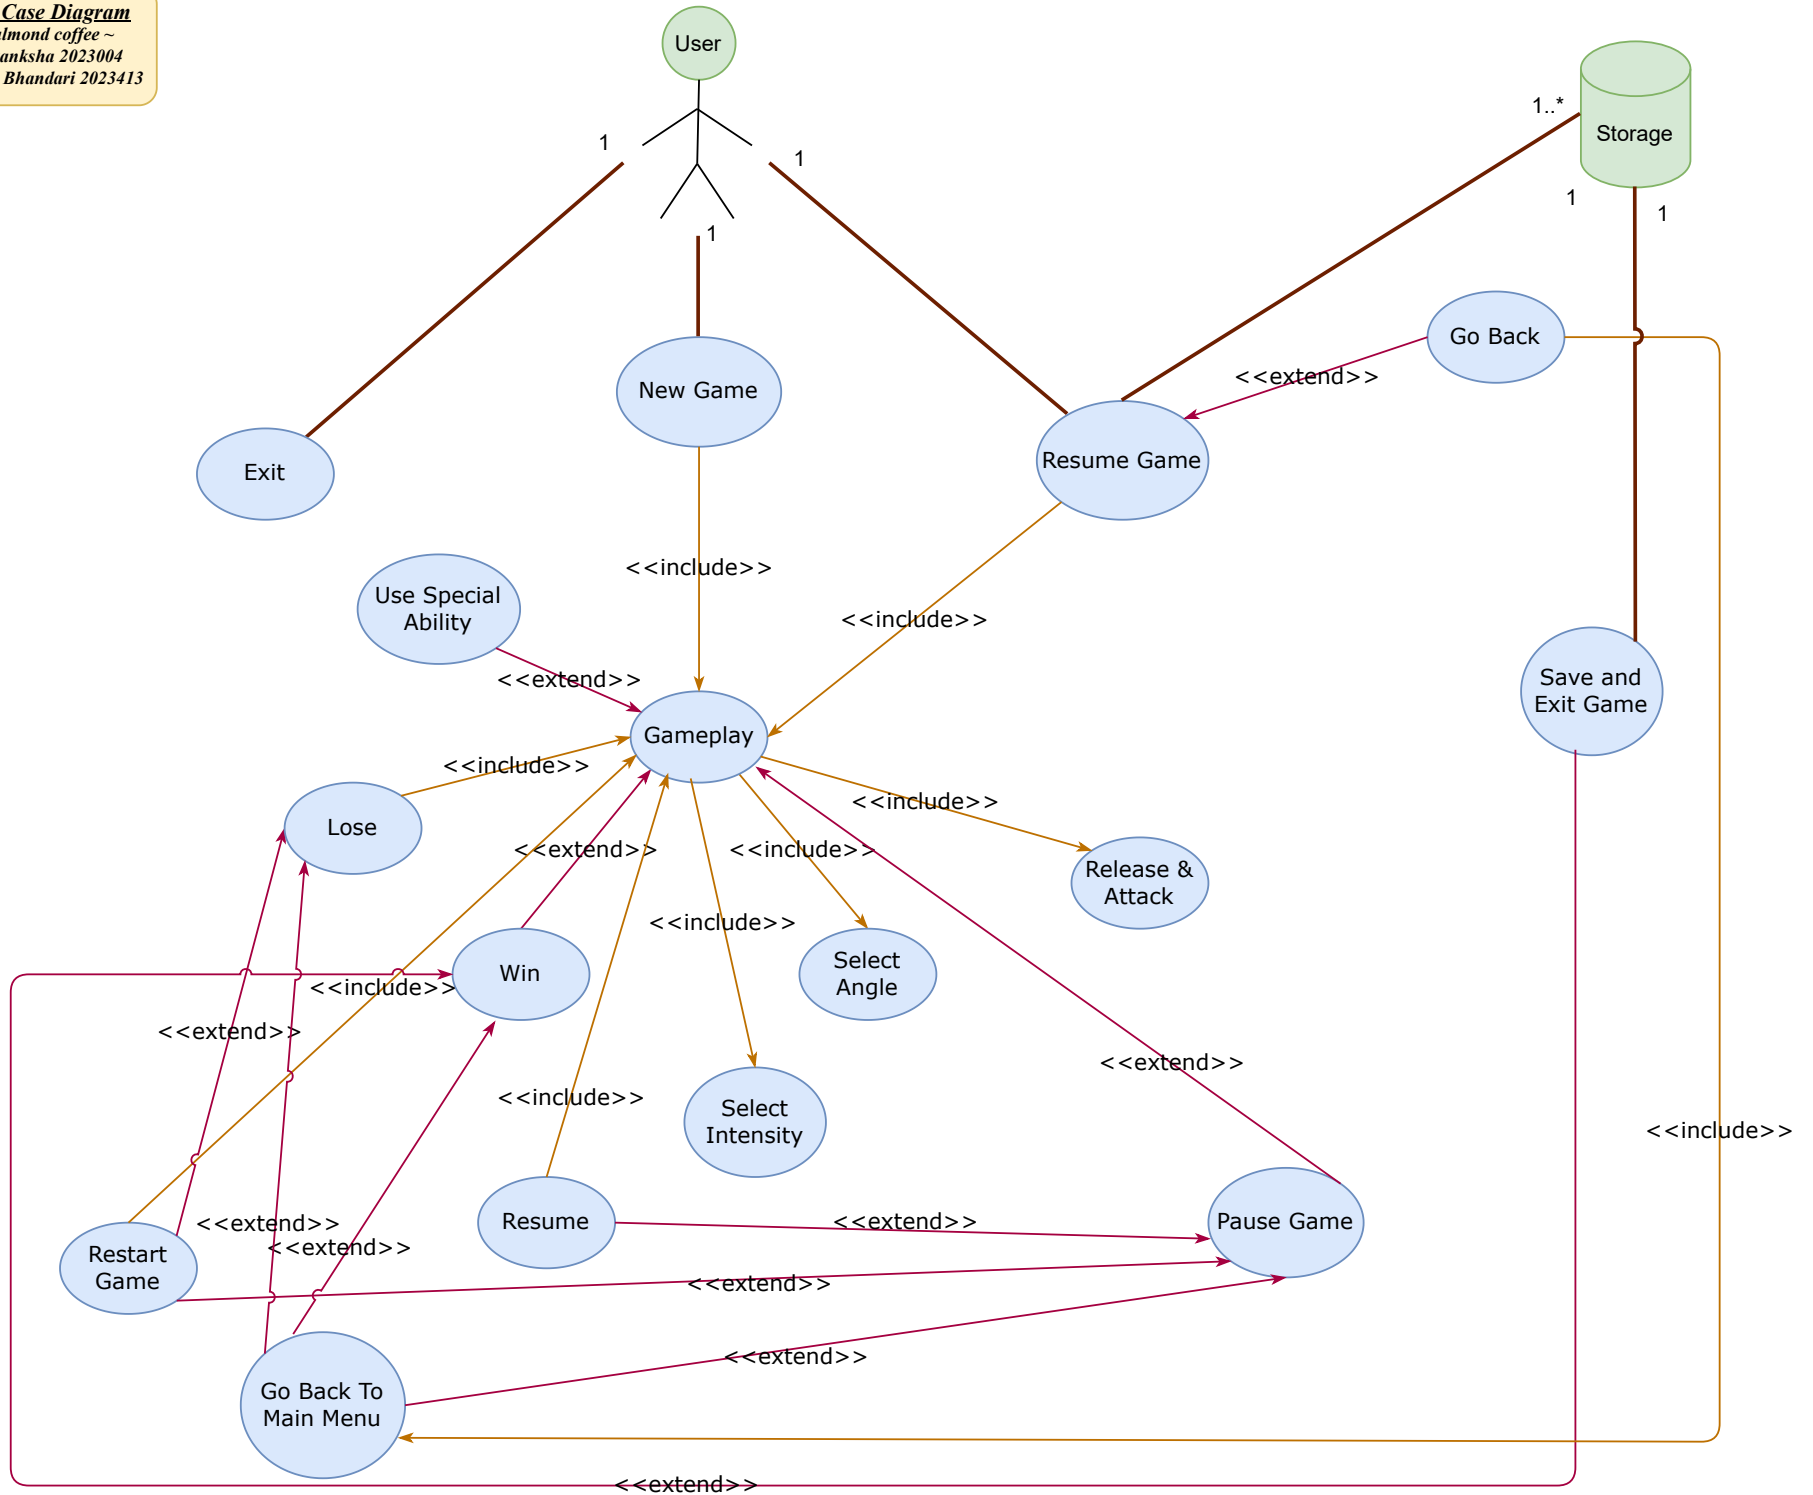 Case Diagram
lmond coffee ~
anksha 2023004
Bhandari 2023413
User
Storage
1..*
1
1
1
1
1
Go Back
New Game
<<extend>>
Resume Game
Exit
<<include>>
Use Special
Ability
<<include>>
<<extend>>
Save and
Exit Game
Gameplay
<<include>>
<<include>>
Lose
<<extend>>
<<include>>
Release &
Attack
<<include>>
Win
Select
Angle
<<include>>
<<extend>>
<<extend>>
<<include>>
Select
Intensity
<<include>>
<<extend>>
Resume
<<extend>>
Pause Game
<<extend>>
Restart
Game
<<extend>>
<<extend>>
Go Back To
Main Menu
<<extend>>